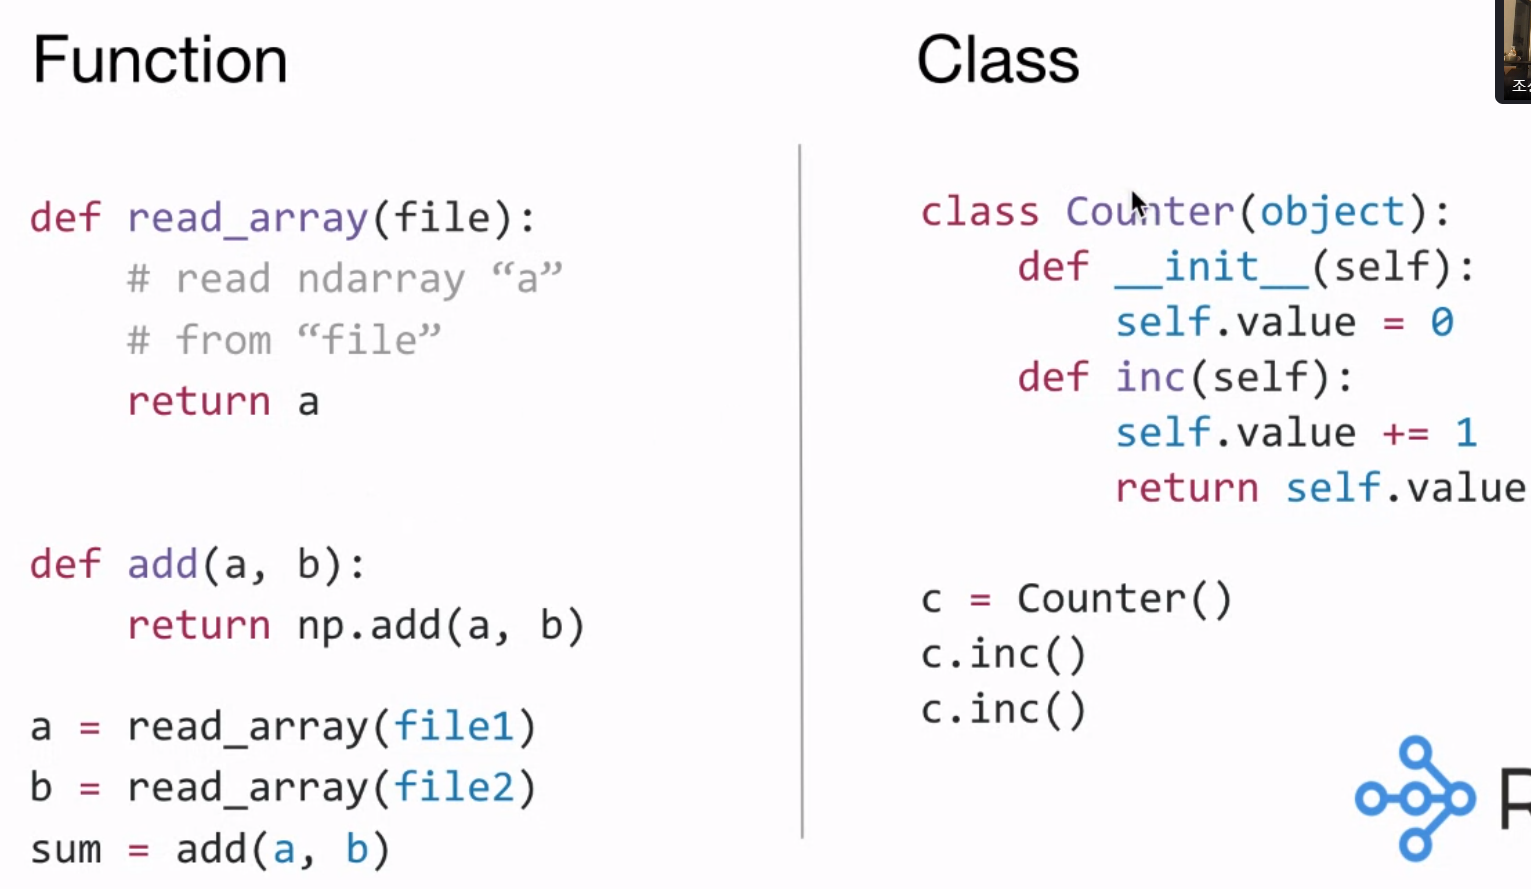 Function
def read_array(file):
    # read ndarray “a”
    # from “file”
    return a
def add(a, b):
    return np.add(a, b)
a = read_array(file1)
b = read_array(file2)
sum = add(a, b)
Class
class Counter(object):
    def __init__(self):
        self.value = 0
    def inc(self):
        self.value += 1
        return self.value
c = Counter()
c.inc()
c.inc()